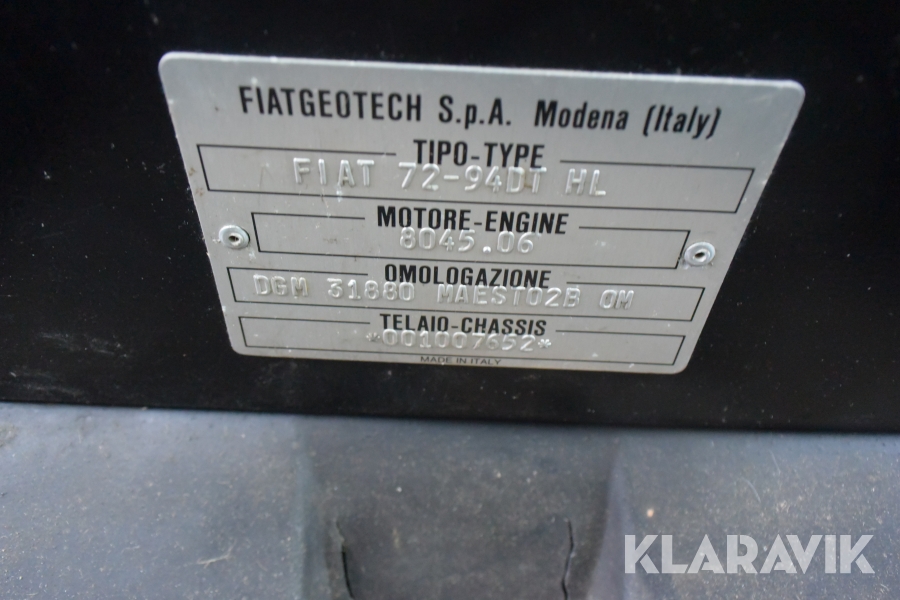 FIATGEOTECH S.p.A. Modena (Italy)
TIPO-TYPE
FIAT 72-94DT HL
MOTORE-ENGINE
8045.06
OMOLOGAZIONE
DGM 31880 MAEST02B OM
TELAIO-CHASSIS
*001007652*
MADE IN ITALY
KLARAVIK